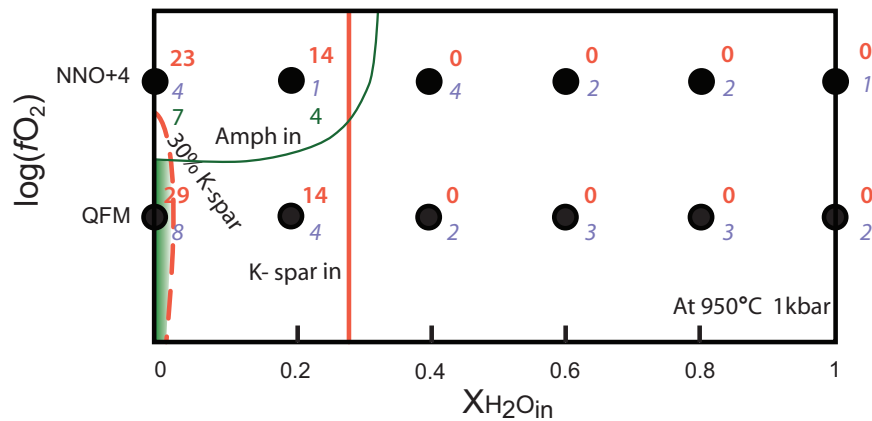 23 14 0 0 0 0
NNO+4 4 1 4 2 2 1
7 4
Amph in
30% K-spar
log(fO2)
29 14 0 0 0 0
QFM 8 4 2 3 3 2
K- spar in
At 950°C 1kbar
0 0.2 0.4 0.6 0.8 1
XH2Oin